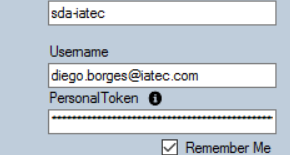 sda-iatec
Username
diego.borges@iatec.com
PersonalToken
Remember Me